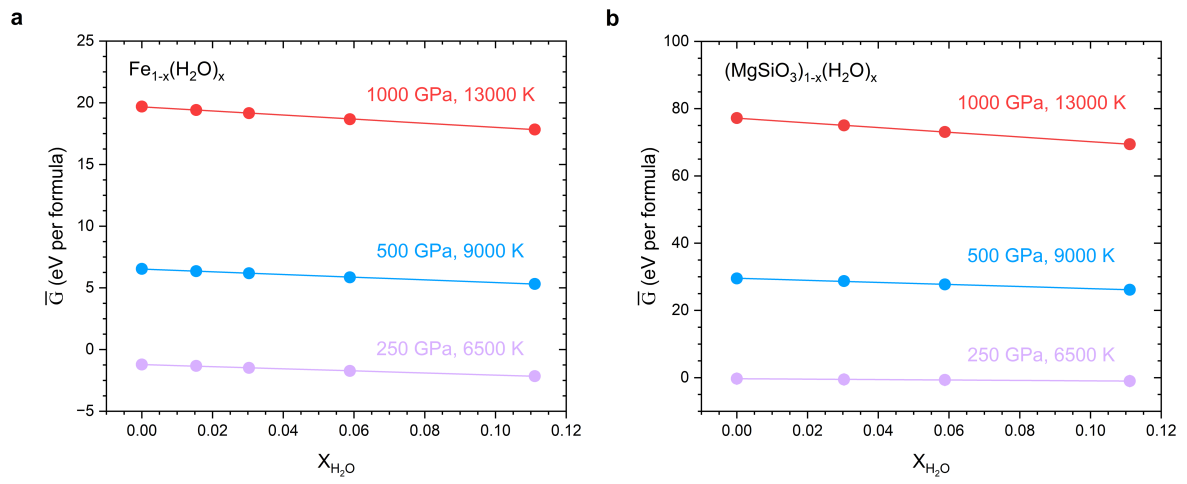 a
Fe₁₋ₓ(H₂O)ₓ
1000 GPa, 13000 K
500 GPa, 9000 K
250 GPa, 6500 K
25
20
15
10
5
0
−5
G̅ (eV per formula)
0.00 0.02 0.04 0.06 0.08 0.10 0.12
X_H₂O
b
(MgSiO₃)₁₋ₓ(H₂O)ₓ
1000 GPa, 13000 K
500 GPa, 9000 K
250 GPa, 6500 K
100
80
60
40
20
0
G̅ (eV per formula)
0.00 0.02 0.04 0.06 0.08 0.10 0.12
X_H₂O